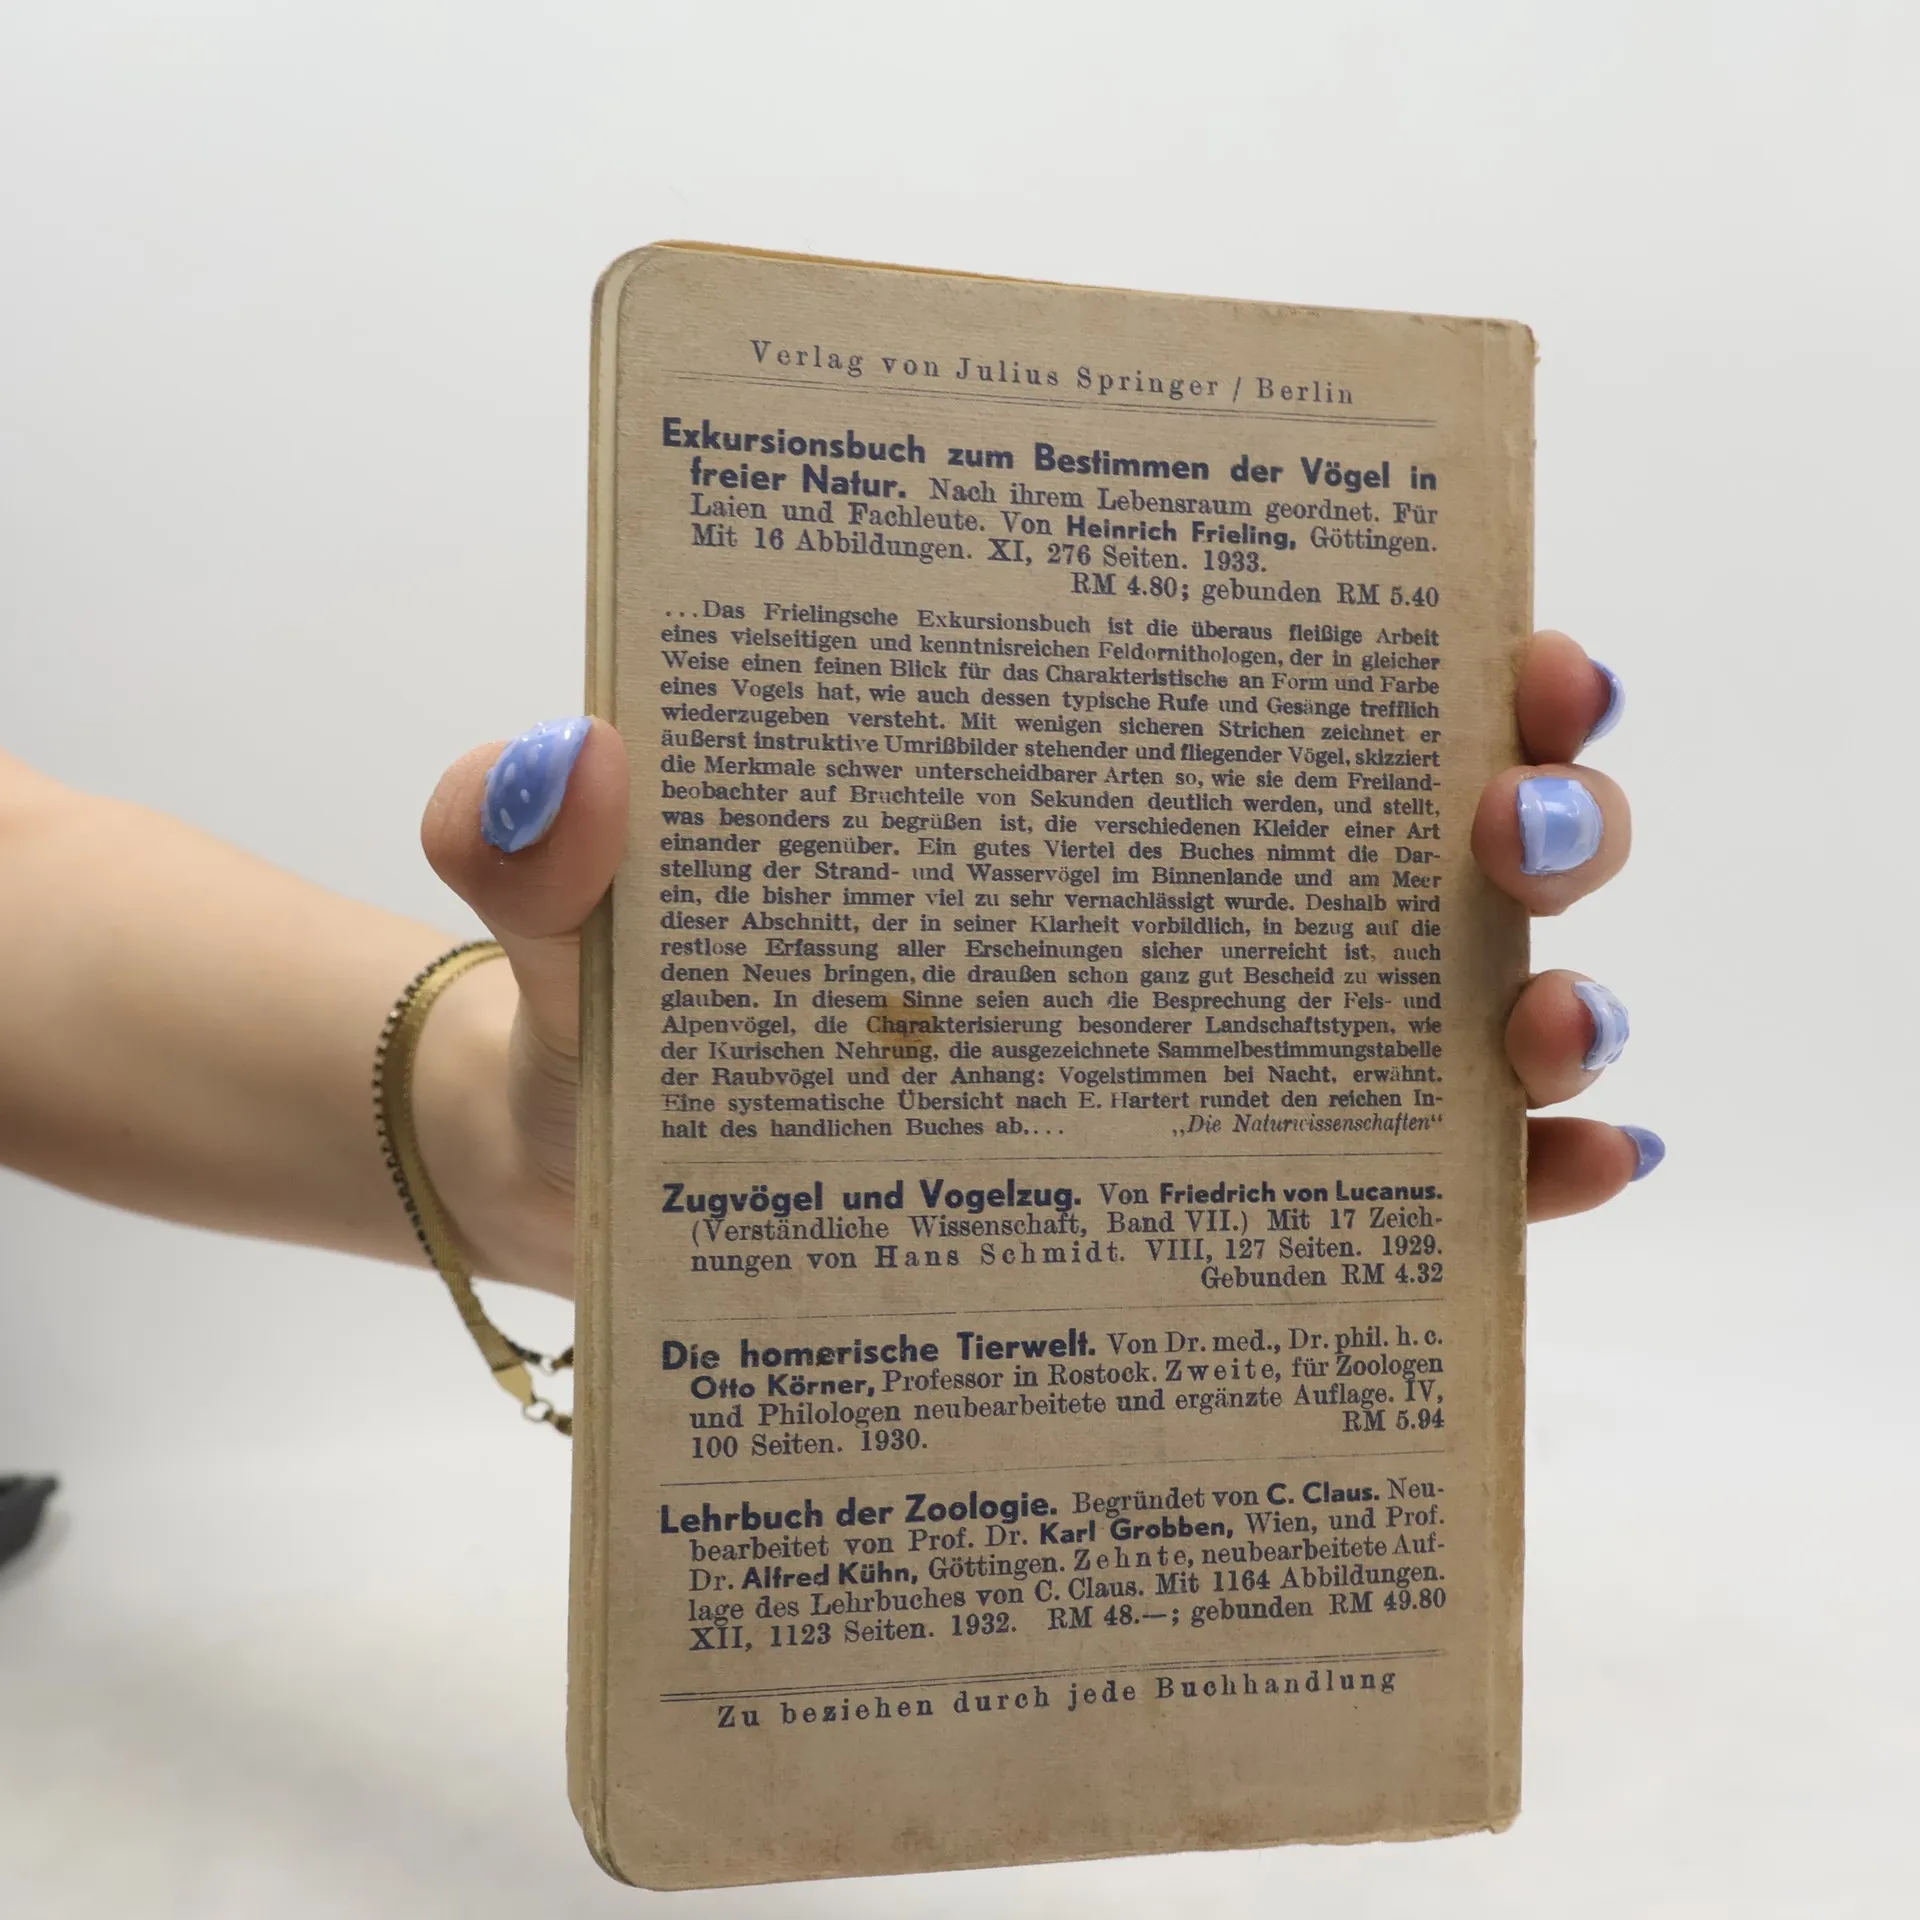 Verlag von Julius Springer / Berlin
Exkursionsbuch zum Bestimmen der Vögel in
freier Natur. Nach ihrem Lebensraum geordnet. Für
Laien und Fachleute. Von Heinrich Frieling, Göttingen.
Mit 16 Abbildungen. XI, 276 Seiten. 1933.
RM 4.80; gebunden RM 5.40
...Das Frielingsche Exkursionsbuch ist die überaus fleißige Arbeit
eines vielseitigen und kenntnisreichen Feldornithologen, der in gleicher
Weise einen feinen Blick für das Charakteristische an Form und Farbe
eines Vogels hat, wie auch dessen typische Rufe und Gesänge trefflich
wiederzugeben versteht. Mit wenigen sicheren Strichen zeichnet er
äußerst instruktive Umrißbilder stehender und fliegender Vögel, skizziert
die Merkmale schwer unterscheidbarer Arten so, wie sie dem Freiland-
beobachter auf Bruchteile von Sekunden deutlich werden, und stellt,
was besonders zu begrüßen ist, die verschiedenen Kleider einer Art
einander gegenüber. Ein gutes Viertel des Buches nimmt die Dar-
stellung der Strand- und Wasservögel im Binnenlande und am Meer
ein, die bisher immer viel zu sehr vernachlässigt wurde. Deshalb wird
dieser Abschnitt, der in seiner Klarheit vorbildlich, in bezug auf die
restlose Erfassung aller Erscheinungen sicher unerreicht ist, auch
denen Neues bringen, die draußen schon ganz gut Bescheid zu wissen
glauben. In diesem Sinne seien auch die Besprechung der Fels- und
Alpenvögel, die Charakterisierung besonderer Landschaftstypen, wie
der Kurischen Nehrung, die ausgezeichnete Sammelbestimmungstabelle
der Raubvögel und der Anhang: Vogelstimmen bei Nacht, erwähnt.
Eine systematische Übersicht nach E. Hartert rundet den reichen In-
halt des handlichen Buches ab.... „Die Naturwissenschaften“
Zugvögel und Vogelzug. Von Friedrich von Lucanus.
(Verständliche Wissenschaft, Band VII.) Mit 17 Zeich-
nungen von Hans Schmidt. VIII, 127 Seiten. 1929.
Gebunden RM 4.32
Die homerische Tierwelt. Von Dr. med., Dr. phil. h. c.
Otto Körner, Professor in Rostock. Zweite, für Zoologen
und Philologen neubearbeitete und ergänzte Auflage. IV,
100 Seiten. 1930. RM 5.94
Lehrbuch der Zoologie. Begründet von C. Claus. Neu-
bearbeitet von Prof. Dr. Karl Grobben, Wien, und Prof.
Dr. Alfred Kühn, Göttingen. Zehnte, neubearbeitete Auf-
lage des Lehrbuches von C. Claus. Mit 1164 Abbildungen.
XII, 1123 Seiten. 1932. RM 48.—; gebunden RM 49.80
Zu beziehen durch jede Buchhandlung